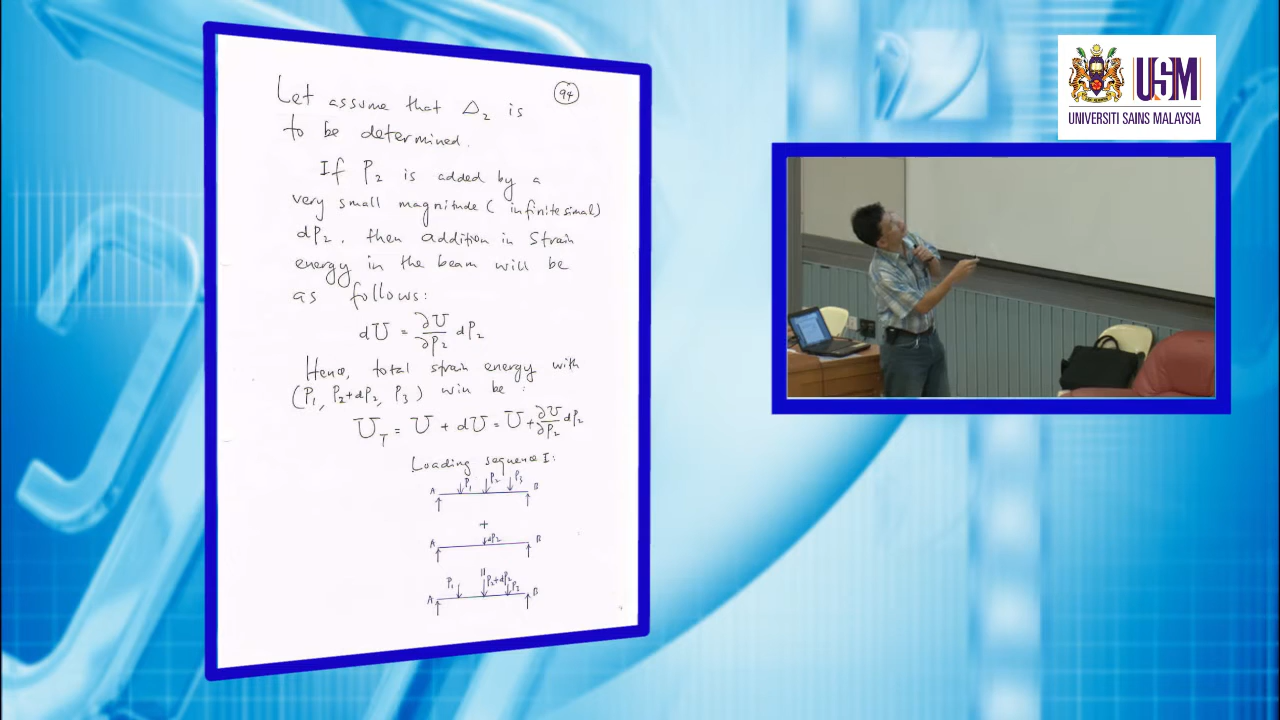 94
Let assume that Δ₂ is
to be determined.
If P₂ is added by a
very small magnitude ( infinitesimal)
dP₂, then addition in strain
energy in the beam will be
as follows:
dU = ∂U/∂P₂ dP₂
Hence, total strain energy with
(P₁, P₂+dP₂, P₃) will be :
U_T = U + dU = U + ∂U/∂P₂ dP₂
Loading sequence I:
A P₁ P₂ P₃ B
+
A dP₂ B
=
A P₁ P₂+dP₂ P₃ B
USM
UNIVERSITI SAINS MALAYSIA